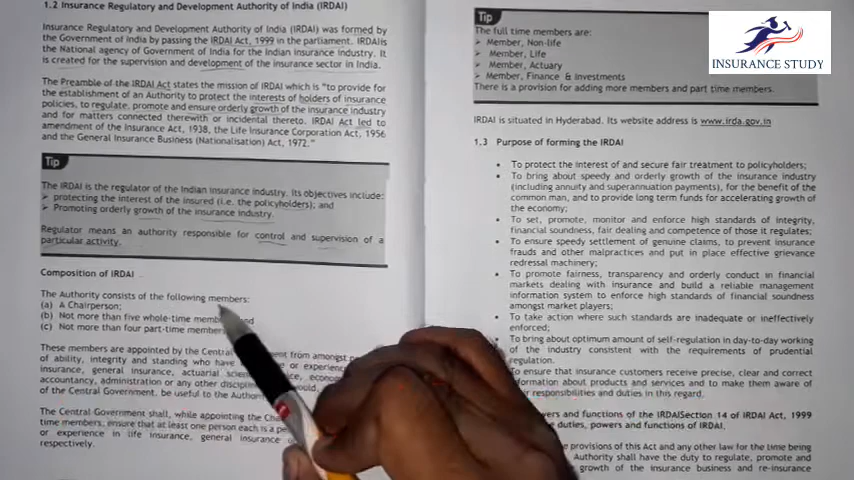 1.2 Insurance Regulatory and Development Authority of India (IRDAI)
Insurance Regulatory and Development Authority of India (IRDAI) was formed by
the Government of India by passing the IRDAI Act, 1999 in the parliament. IRDAI is
the National agency of Government of India for the Indian insurance industry. It
is created for the supervision and development of the insurance sector in India.
The Preamble of the IRDAI Act states the mission of IRDAI which is "to provide for
the establishment of an Authority to protect the interests of holders of insurance
policies, to regulate, promote and ensure orderly growth of the insurance industry
and for matters connected therewith or incidental thereto. IRDAI Act led to
amendment of the Insurance Act, 1938, the Life Insurance Corporation Act, 1956
and the General Insurance Business (Nationalisation) Act, 1972."
Tip
The IRDAI is the regulator of the Indian insurance industry. Its objectives include:
protecting the interest of the insured (i.e. the policyholders); and
Promoting orderly growth of the insurance industry.
Regulator means an authority responsible for control and supervision of a
particular activity.
Composition of IRDAI
The Authority consists of the following members:
(a) A Chairperson;
(b) Not more than five whole-time and
(c) Not more than four part-time
These members are appointed by the Central from amongst
of ability, integrity and standing who have or
insurance, general insurance, actuarial
accountancy, administration or any other would,
of the Central Government, be useful to the
The Central Government shall, while appointing the
time members, ensure that at least one person each is a
or experience in life insurance, general insurance
respectively.
Tip
The full time members are:
Member, Non-life
Member, Life
Member, Actuary
Member, Finance & Investments
There is a provision for adding more members and part time members.
IRDAI is situated in Hyderabad. Its website address is www.irda.gov.in
1.3 Purpose of forming the IRDAI
• To protect the interest of and secure fair treatment to policyholders;
• To bring about speedy and orderly growth of the insurance industry
(including annuity and superannuation payments), for the benefit of the
common man, and to provide long term funds for accelerating growth of
the economy;
• To set, promote, monitor and enforce high standards of integrity,
financial soundness, fair dealing and competence of those it regulates;
• To ensure speedy settlement of genuine claims, to prevent insurance
frauds and other malpractices and put in place effective grievance
redressal machinery;
• To promote fairness, transparency and orderly conduct in financial
markets dealing with insurance and build a reliable management
information system to enforce high standards of financial soundness
amongst market players;
• To take action where such standards are inadequate or ineffectively
enforced;
To bring about optimum amount of self-regulation in day-to-day working
of the industry consistent with the requirements of prudential
regulation.
To ensure that insurance customers receive precise, clear and correct
information about products and services and to make them aware of
responsibilities and duties in this regard.
and functions of the IRDAISection 14 of IRDAI Act, 1999
duties, powers and functions of IRDAI.
provisions of this Act and any other law for the time being
Authority shall have the duty to regulate, promote and
growth of the insurance business and re-insurance
INSURANCE STUDY